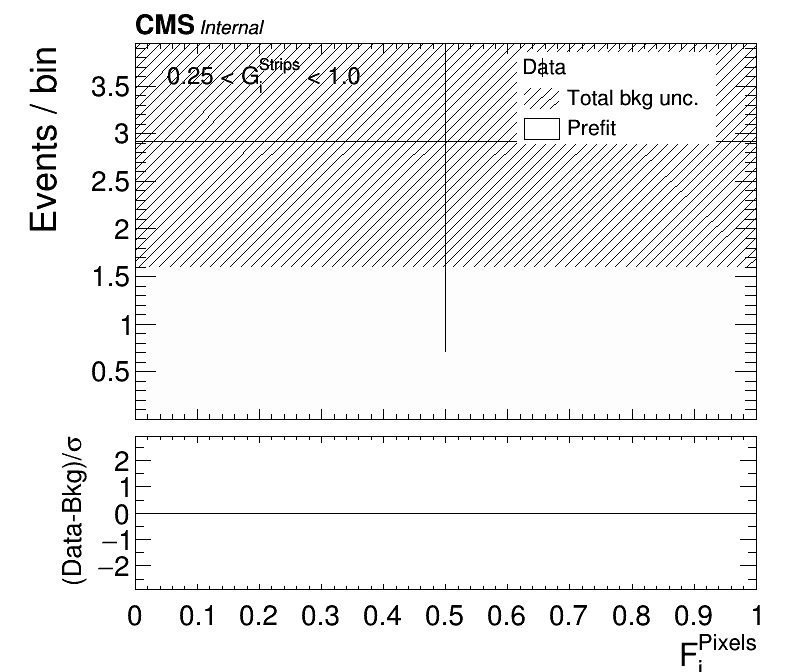 CMS Internal
Events / bin
0.25 < G_i^Strips < 1.0
Data
Total bkg unc.
Prefit
3.5
3
2.5
2
1.5
1
0.5
(Data-Bkg)/σ
2
1
0
−1
−2
0 0.1 0.2 0.3 0.4 0.5 0.6 0.7 0.8 0.9 1
F_i^Pixels